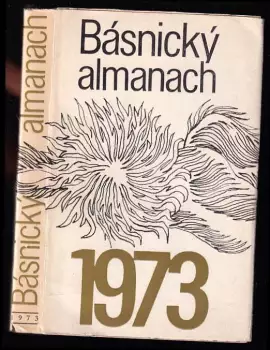 Básnický
almanach
1973
Básnický almanach
1973